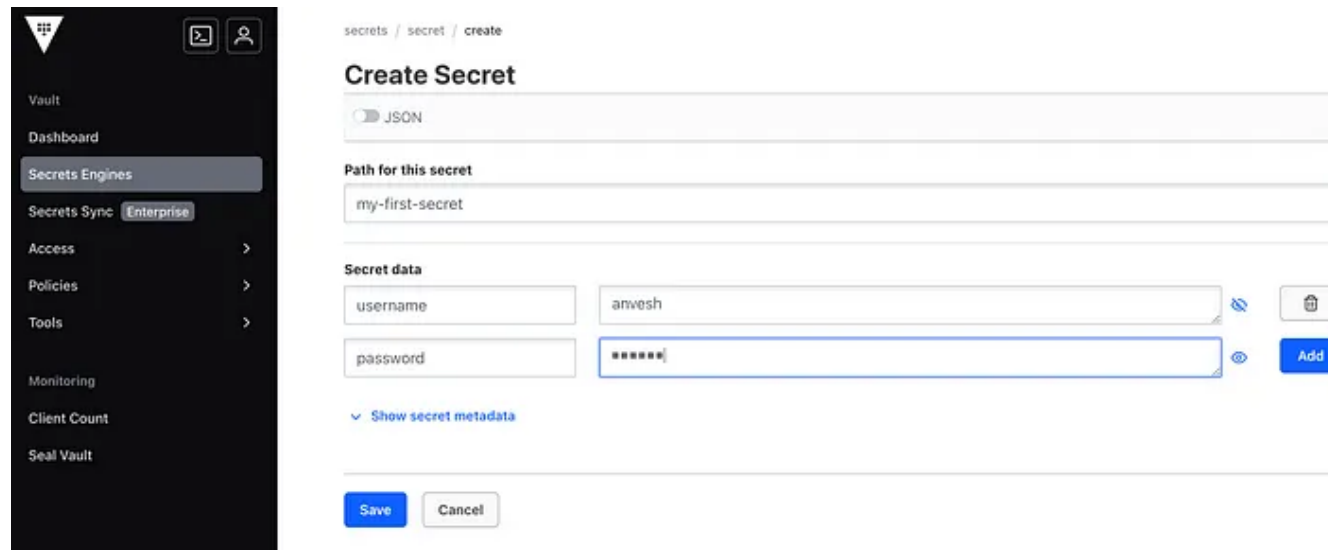 Vault
Dashboard
Secrets Engines
Secrets Sync Enterprise
Access
Policies
Tools
Monitoring
Client Count
Seal Vault
secrets / secret / create
Create Secret
JSON
Path for this secret
my-first-secret
Secret data
username anvesh
password ▪▪▪▪▪▪ Add
Show secret metadata
Save Cancel